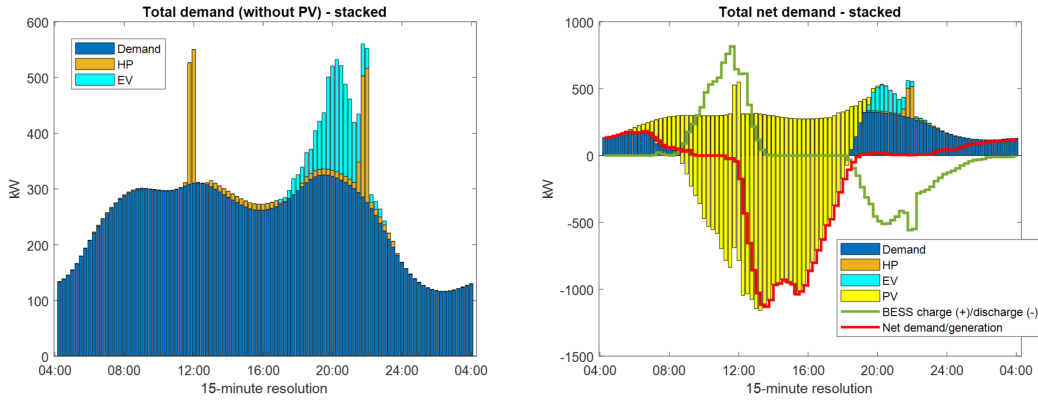 Total demand (without PV) - stacked
600
500
400
300
200
100
0
kW
Demand
HP
EV
04:00 08:00 12:00 16:00 20:00 24:00 04:00
15-minute resolution
Total net demand - stacked
1000
500
0
-500
-1000
-1500
kW
Demand
HP
EV
PV
BESS charge (+)/discharge (-)
Net demand/generation
04:00 08:00 12:00 16:00 20:00 24:00 04:00
15-minute resolution